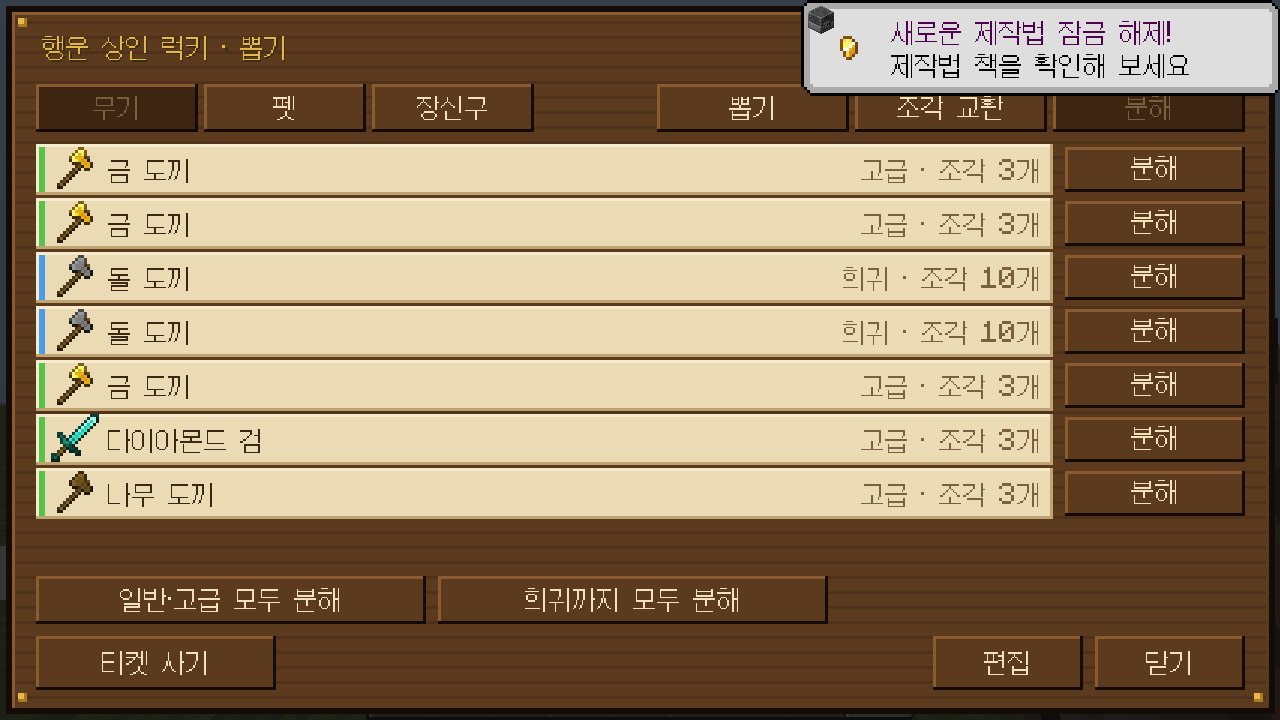 행운 상인 럭키 · 뽑기
새로운 제작법 잠금 해제!
제작법 책을 확인해 보세요
무기 펫 장신구 뽑기 조각 교환 분해
금 도끼 고급 · 조각 3개 분해
금 도끼 고급 · 조각 3개 분해
돌 도끼 희귀 · 조각 10개 분해
돌 도끼 희귀 · 조각 10개 분해
금 도끼 고급 · 조각 3개 분해
다이아몬드 검 고급 · 조각 3개 분해
나무 도끼 고급 · 조각 3개 분해
일반·고급 모두 분해 희귀까지 모두 분해
티켓 사기 편집 닫기